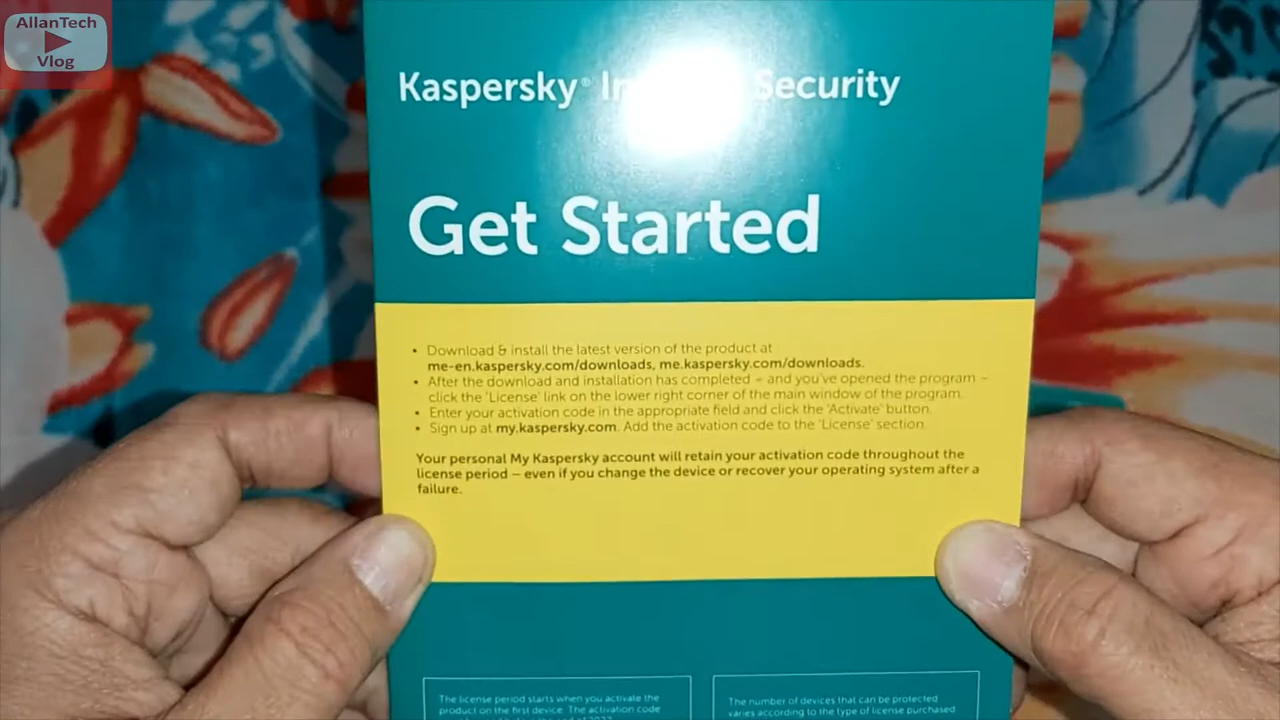 AllanTech
Vlog
Kaspersky® In Security
Get Started
• Download & install the latest version of the product at
me-en.kaspersky.com/downloads, me.kaspersky.com/downloads.
• After the download and installation has completed – and you've opened the program –
click the 'License' link on the lower right corner of the main window of the program.
• Enter your activation code in the appropriate field and click the 'Activate' button.
• Sign up at my.kaspersky.com. Add the activation code to the 'License' section.
Your personal My Kaspersky account will retain your activation code throughout the
license period – even if you change the device or recover your operating system after a
failure.
The license period starts when you activate the
product on the first device. The activation code
The number of devices that can be protected
varies according to the type of license purchased